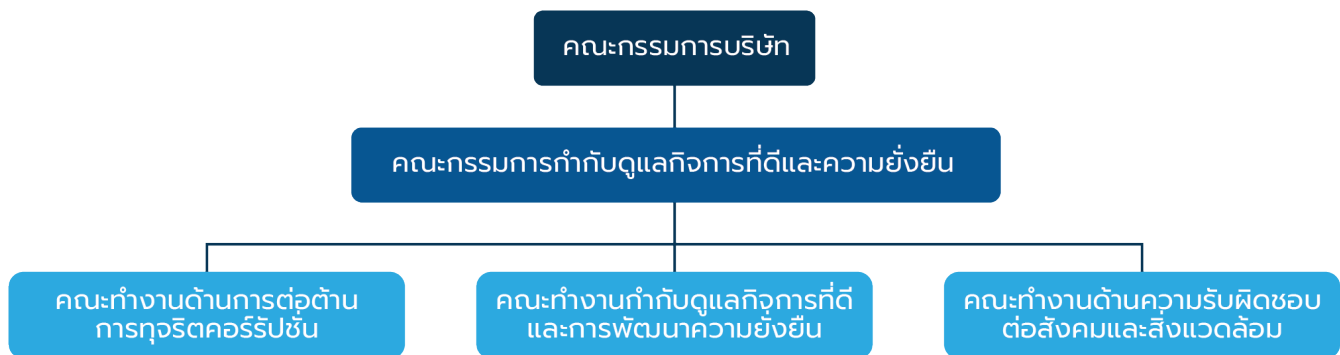 คณะกรรมการบริษัท
คณะกรรมการกำกับดูแลกิจการที่ดีและความยั่งยืน
คณะทำงานด้านการต่อต้าน
การทุจริตคอร์รัปชั่น
คณะทำงานกำกับดูแลกิจการที่ดี
และการพัฒนาความยั่งยืน
คณะทำงานด้านความรับผิดชอบ
ต่อสังคมและสิ่งแวดล้อม